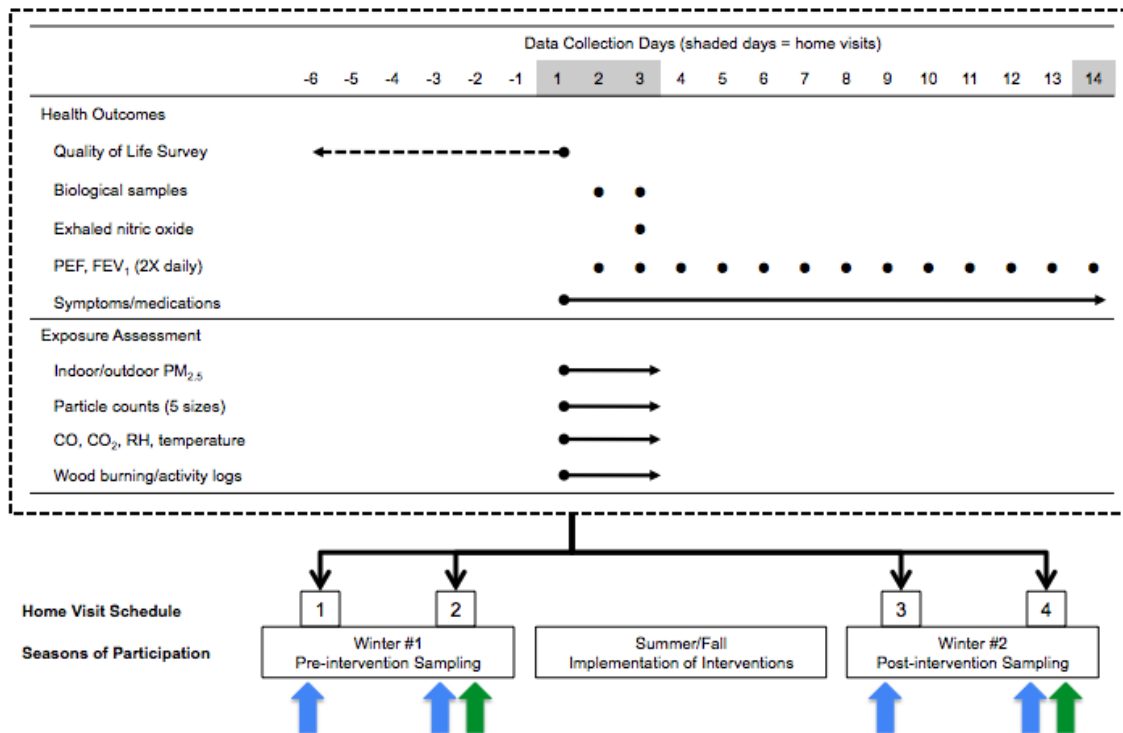 Data Collection Days (shaded days = home visits)
-6 -5 -4 -3 -2 -1 1 2 3 4 5 6 7 8 9 10 11 12 13 14
Health Outcomes
Quality of Life Survey
Biological samples
Exhaled nitric oxide
PEF, FEV₁ (2X daily)
Symptoms/medications
Exposure Assessment
Indoor/outdoor PM₂.₅
Particle counts (5 sizes)
CO, CO₂, RH, temperature
Wood burning/activity logs
Home Visit Schedule
1 2 3 4
Seasons of Participation
Winter #1
Pre-intervention Sampling
Summer/Fall
Implementation of Interventions
Winter #2
Post-intervention Sampling